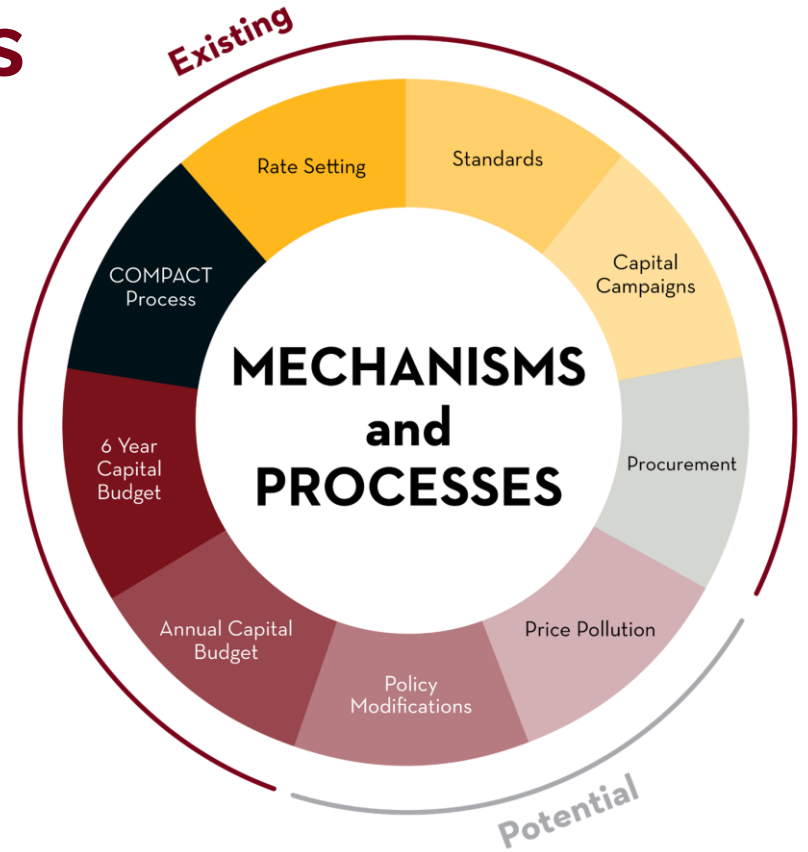 s
Existing
Rate Setting
Standards
Capital
Campaigns
Procurement
Price Pollution
Policy
Modifications
Annual Capital
Budget
6 Year
Capital
Budget
COMPACT
Process
MECHANISMS
and
PROCESSES
Potential